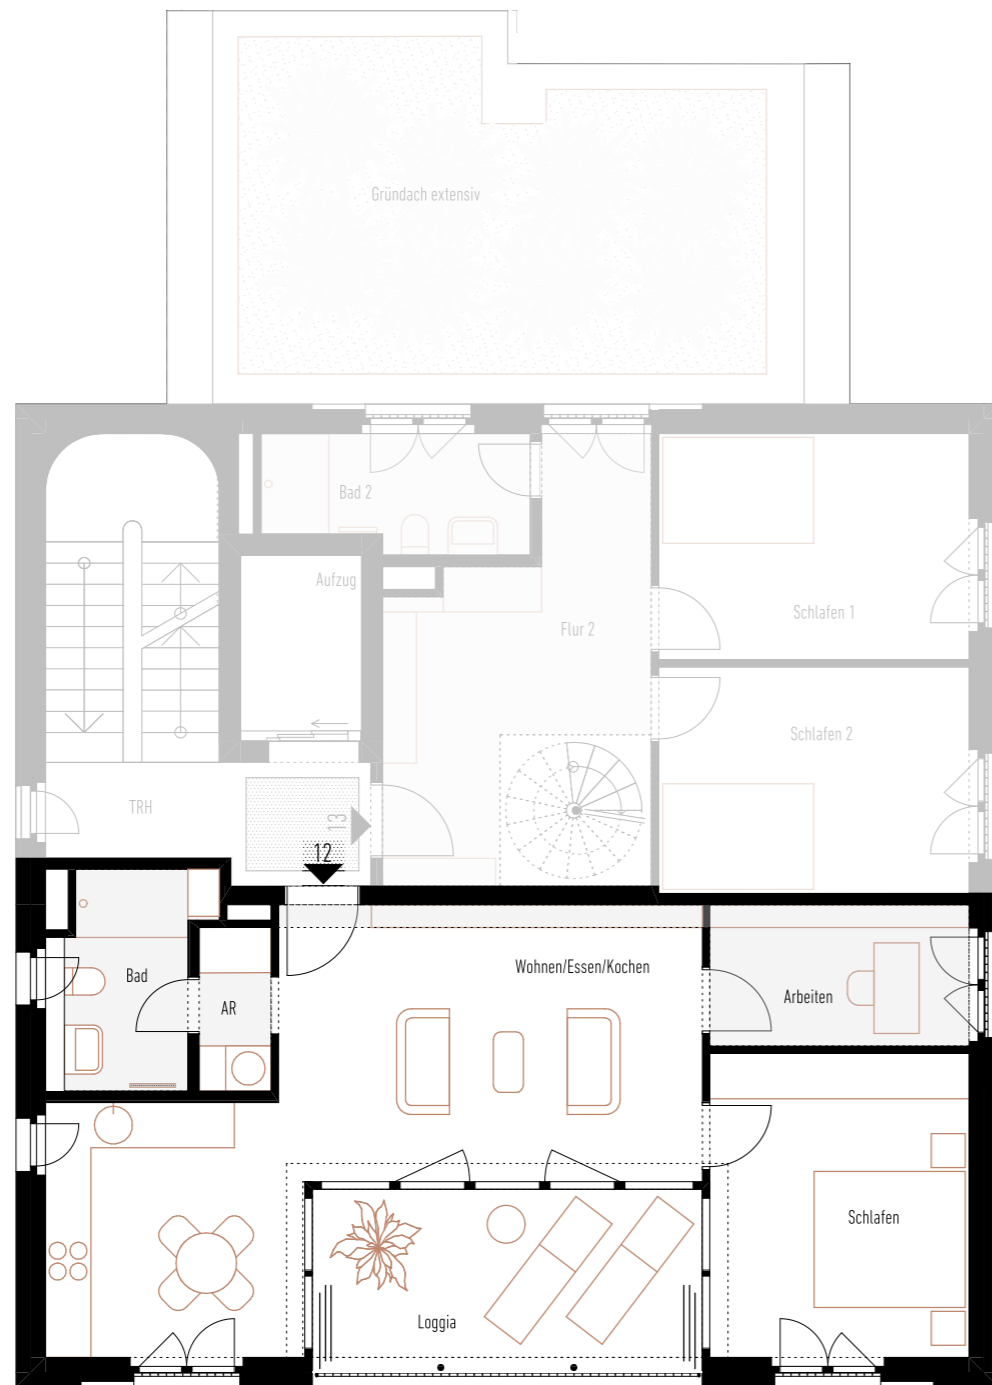 Gründach extensiv
Bad 2
Aufzug
Schlafen 1
Flur 2
Schlafen 2
TRH
13
12
Wohnen/Essen/Kochen
Bad
Arbeiten
AR
Schlafen
Loggia